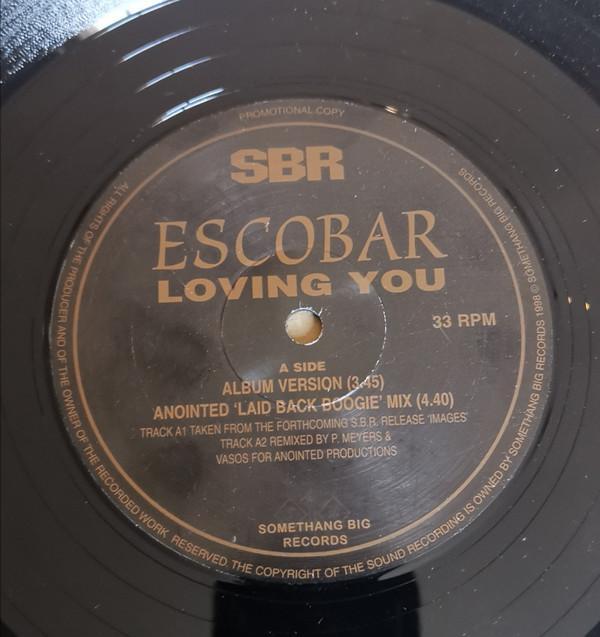 PROMOTIONAL COPY
SBR
ESCOBAR
LOVING YOU
33 RPM
A SIDE
ALBUM VERSION (3.45)
ANOINTED 'LAID BACK BOOGIE' MIX (4.40)
TRACK A1 TAKEN FROM THE FORTHCOMING S.B.R. RELEASE 'IMAGES'
TRACK A2 REMIXED BY P. MEYERS &
VASOS FOR ANOINTED PRODUCTIONS
SOMETHANG BIG
RECORDS
ALL RIGHTS OF THE PRODUCER AND OF THE OWNER OF THE RECORDED WORK RESERVED. THE COPYRIGHT OF THE SOUND RECORDING IS OWNED BY SOMETHANG BIG RECORDS 1998 © SOMETHANG BIG RECORDS